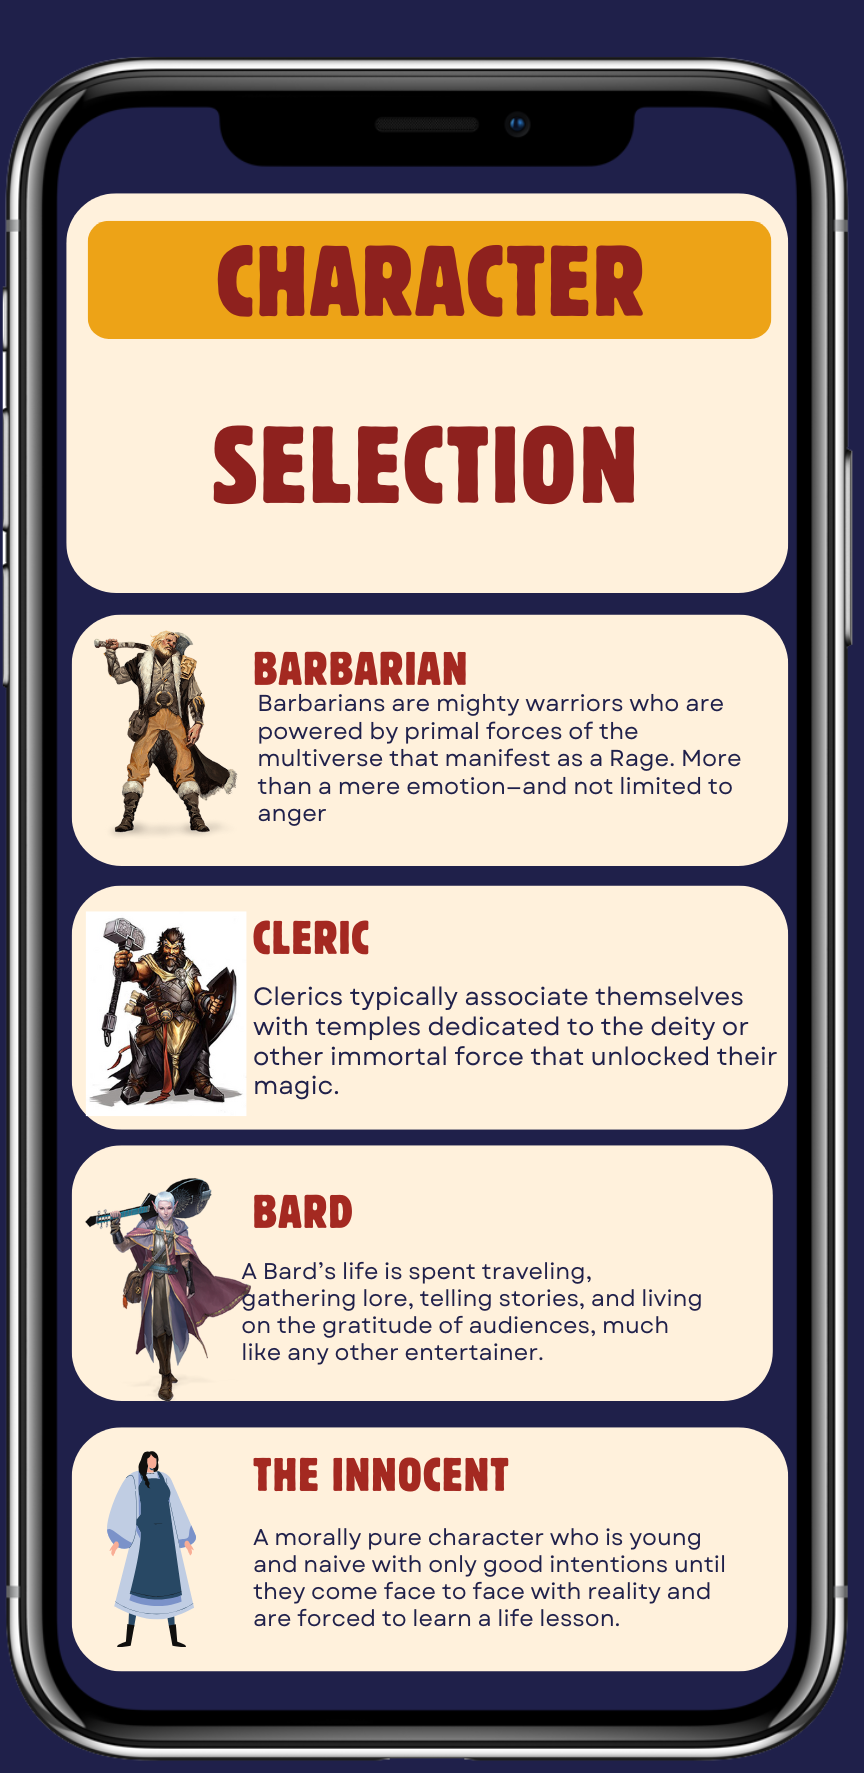 CHARACTER
SELECTION
BARBARIAN
Barbarians are mighty warriors who are
powered by primal forces of the
multiverse that manifest as a Rage. More
than a mere emotion—and not limited to
anger
CLERIC
Clerics typically associate themselves
with temples dedicated to the deity or
other immortal force that unlocked their
magic.
BARD
A Bard’s life is spent traveling,
gathering lore, telling stories, and living
on the gratitude of audiences, much
like any other entertainer.
THE INNOCENT
A morally pure character who is young
and naive with only good intentions until
they come face to face with reality and
are forced to learn a life lesson.